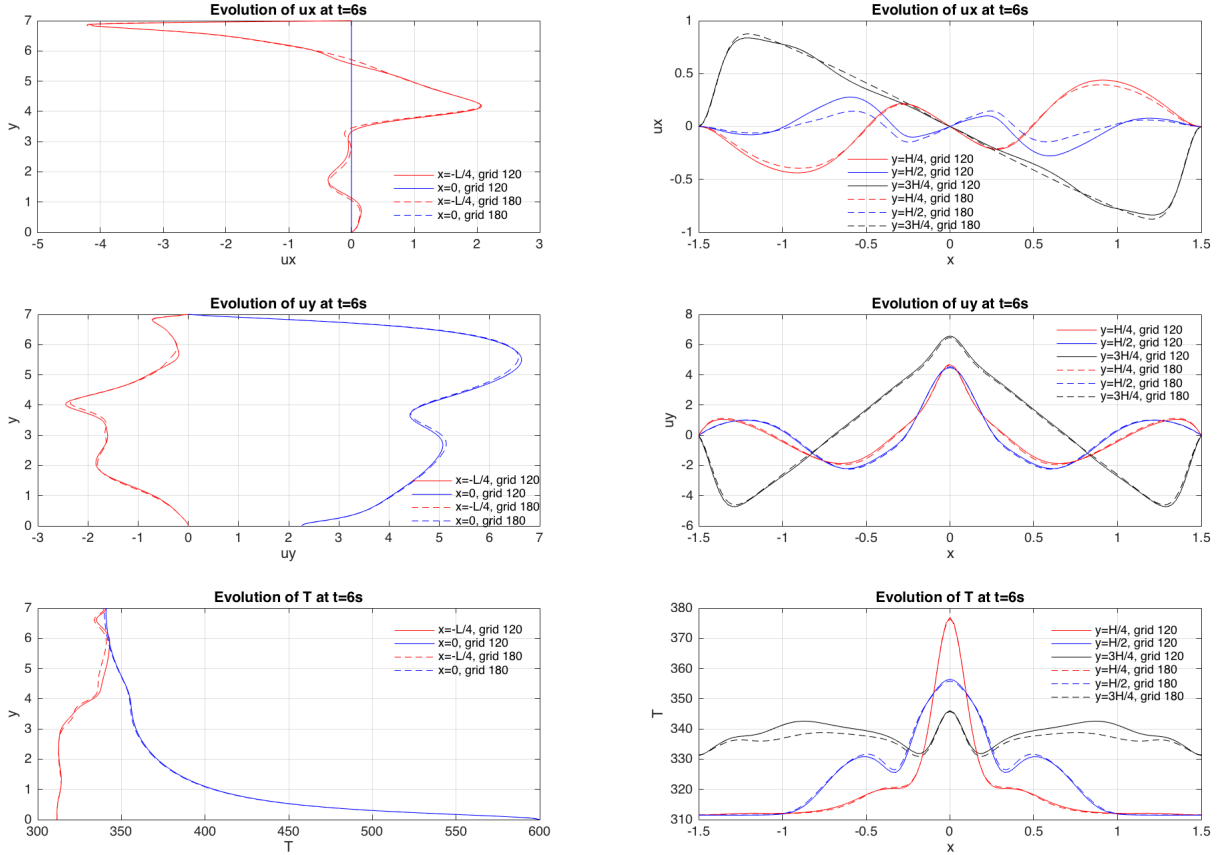 Evolution of ux at t=6s
7
6
5
4
3
2
1
0
y
x=-L/4, grid 120
x=0, grid 120
x=-L/4, grid 180
x=0, grid 180
-5 -4 -3 -2 -1 0 1 2 3
ux
Evolution of ux at t=6s
1
0.5
0
-0.5
-1
ux
y=H/4, grid 120
y=H/2, grid 120
y=3H/4, grid 120
y=H/4, grid 180
y=H/2, grid 180
y=3H/4, grid 180
-1.5 -1 -0.5 0 0.5 1 1.5
x
Evolution of uy at t=6s
7
6
5
4
3
2
1
0
y
x=-L/4, grid 120
x=0, grid 120
x=-L/4, grid 180
x=0, grid 180
-3 -2 -1 0 1 2 3 4 5 6 7
uy
Evolution of uy at t=6s
8
6
4
2
0
-2
-4
-6
uy
y=H/4, grid 120
y=H/2, grid 120
y=3H/4, grid 120
y=H/4, grid 180
y=H/2, grid 180
y=3H/4, grid 180
-1.5 -1 -0.5 0 0.5 1 1.5
x
Evolution of T at t=6s
7
6
5
4
3
2
1
0
y
x=-L/4, grid 120
x=0, grid 120
x=-L/4, grid 180
x=0, grid 180
300 350 400 450 500 550 600
T
Evolution of T at t=6s
380
370
360
350
340
330
320
310
T
y=H/4, grid 120
y=H/2, grid 120
y=3H/4, grid 120
y=H/4, grid 180
y=H/2, grid 180
y=3H/4, grid 180
-1.5 -1 -0.5 0 0.5 1 1.5
x